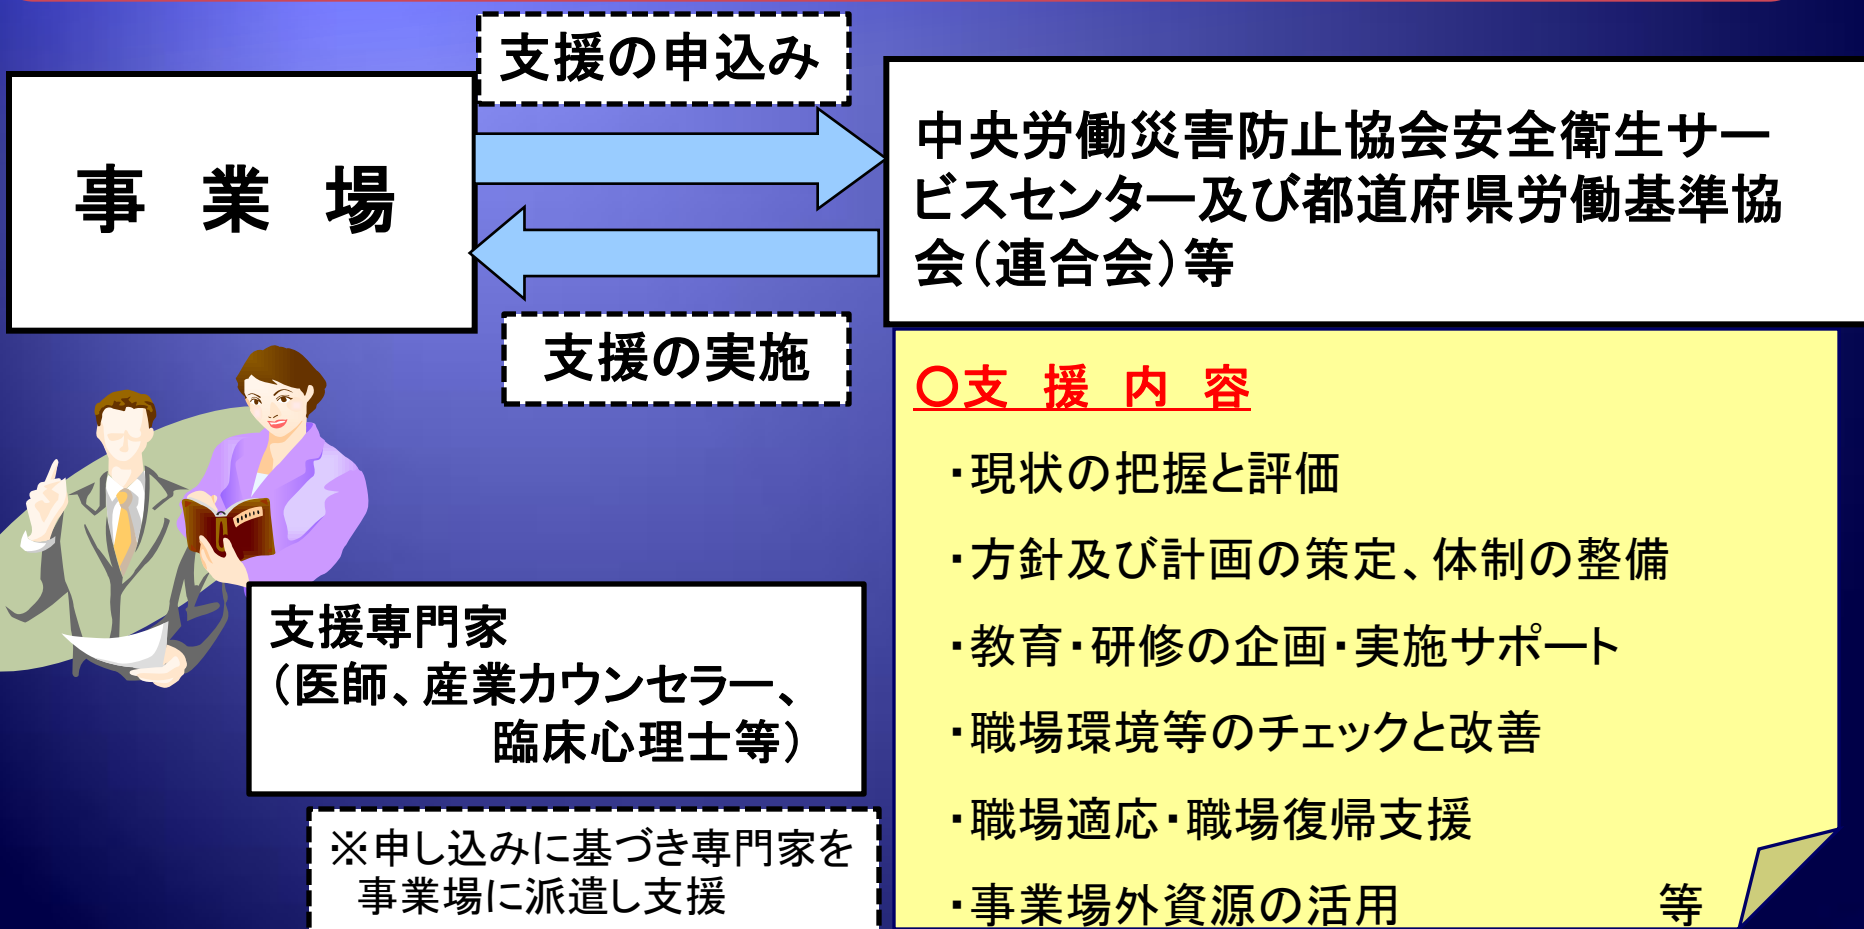 支援の申込み
事　業　場
中央労働災害防止協会安全衛生サー
ビスセンター及び都道府県労働基準協
会（連合会）等
支援の実施
○支　援　内　容
・現状の把握と評価
・方針及び計画の策定、体制の整備
・教育・研修の企画・実施サポート
・職場環境等のチェックと改善
・職場適応・職場復帰支援
・事業場外資源の活用　　　　　等
支援専門家
（医師、産業カウンセラー、
臨床心理士等）
※申し込みに基づき専門家を
事業場に派遣し支援